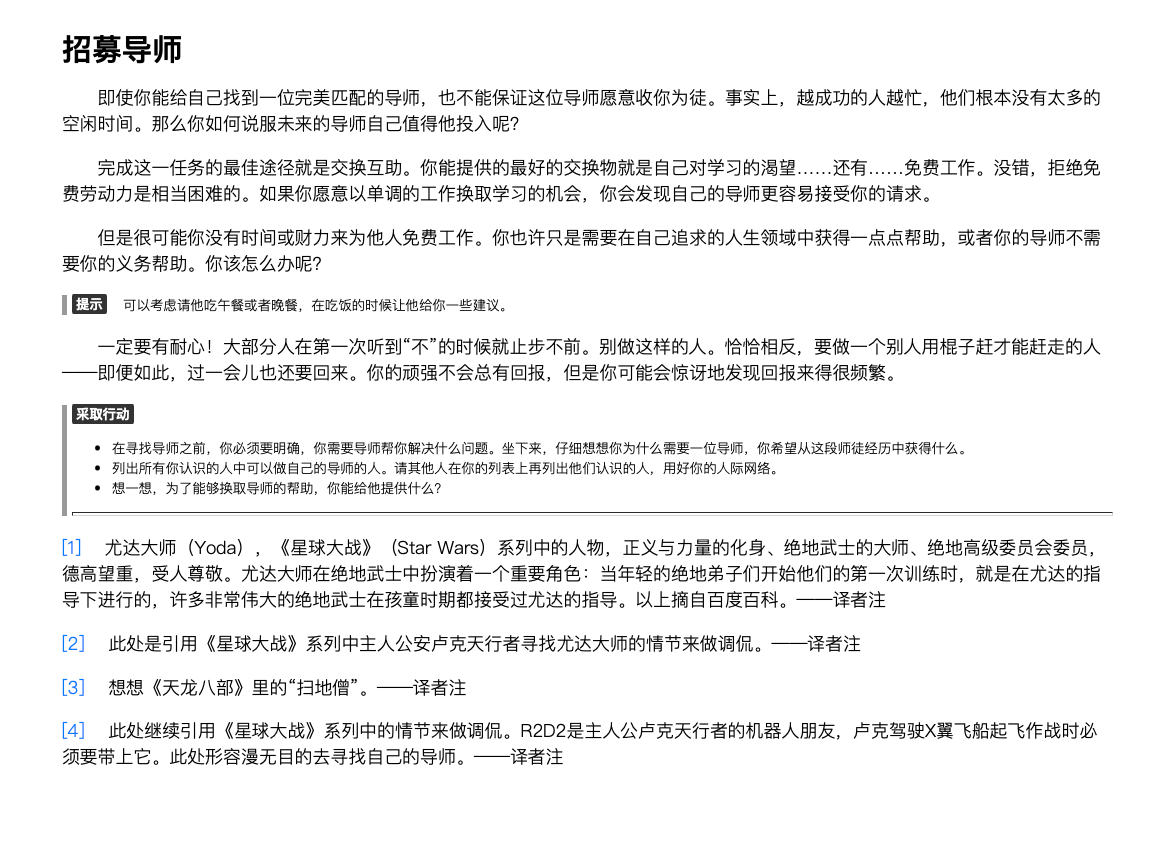 招募导师
即使你能给自己找到一位完美匹配的导师，也不能保证这位导师愿意收你为徒。事实上，越成功的人越忙，他们根本没有太多的
空闲时间。那么你如何说服未来的导师自己值得他投入呢？
完成这一任务的最佳途径就是交换互助。你能提供的最好的交换物就是自己对学习的渴望……还有……免费工作。没错，拒绝免
费劳动力是相当困难的。如果你愿意以单调的工作换取学习的机会，你会发现自己的导师更容易接受你的请求。
但是很可能你没有时间或财力来为他人免费工作。你也许只是需要在自己追求的人生领域中获得一点点帮助，或者你的导师不需
要你的义务帮助。你该怎么办呢？
提示 可以考虑请他吃午餐或者晚餐，在吃饭的时候让他给你一些建议。
一定要有耐心！大部分人在第一次听到“不”的时候就止步不前。别做这样的人。恰恰相反，要做一个别人用棍子赶才能赶走的人
——即便如此，过一会儿也还要回来。你的顽强不会总有回报，但是你可能会惊讶地发现回报来得很频繁。
采取行动
• 在寻找导师之前，你必须要明确，你需要导师帮你解决什么问题。坐下来，仔细想想你为什么需要一位导师，你希望从这段师徒经历中获得什么。
• 列出所有你认识的人中可以做自己的导师的人。请其他人在你的列表上再列出他们认识的人，用好你的人际网络。
• 想一想，为了能够换取导师的帮助，你能给他提供什么？
[1] 尤达大师（Yoda），《星球大战》（Star Wars）系列中的人物，正义与力量的化身、绝地武士的大师、绝地高级委员会委员，
德高望重，受人尊敬。尤达大师在绝地武士中扮演着一个重要角色：当年轻的绝地弟子们开始他们的第一次训练时，就是在尤达的指
导下进行的，许多非常伟大的绝地武士在孩童时期都接受过尤达的指导。以上摘自百度百科。——译者注
[2] 此处是引用《星球大战》系列中主人公安卢克天行者寻找尤达大师的情节来做调侃。——译者注
[3] 想想《天龙八部》里的“扫地僧”。——译者注
[4] 此处继续引用《星球大战》系列中的情节来做调侃。R2D2是主人公卢克天行者的机器人朋友，卢克驾驶X翼飞船起飞作战时必
须要带上它。此处形容漫无目的去寻找自己的导师。——译者注